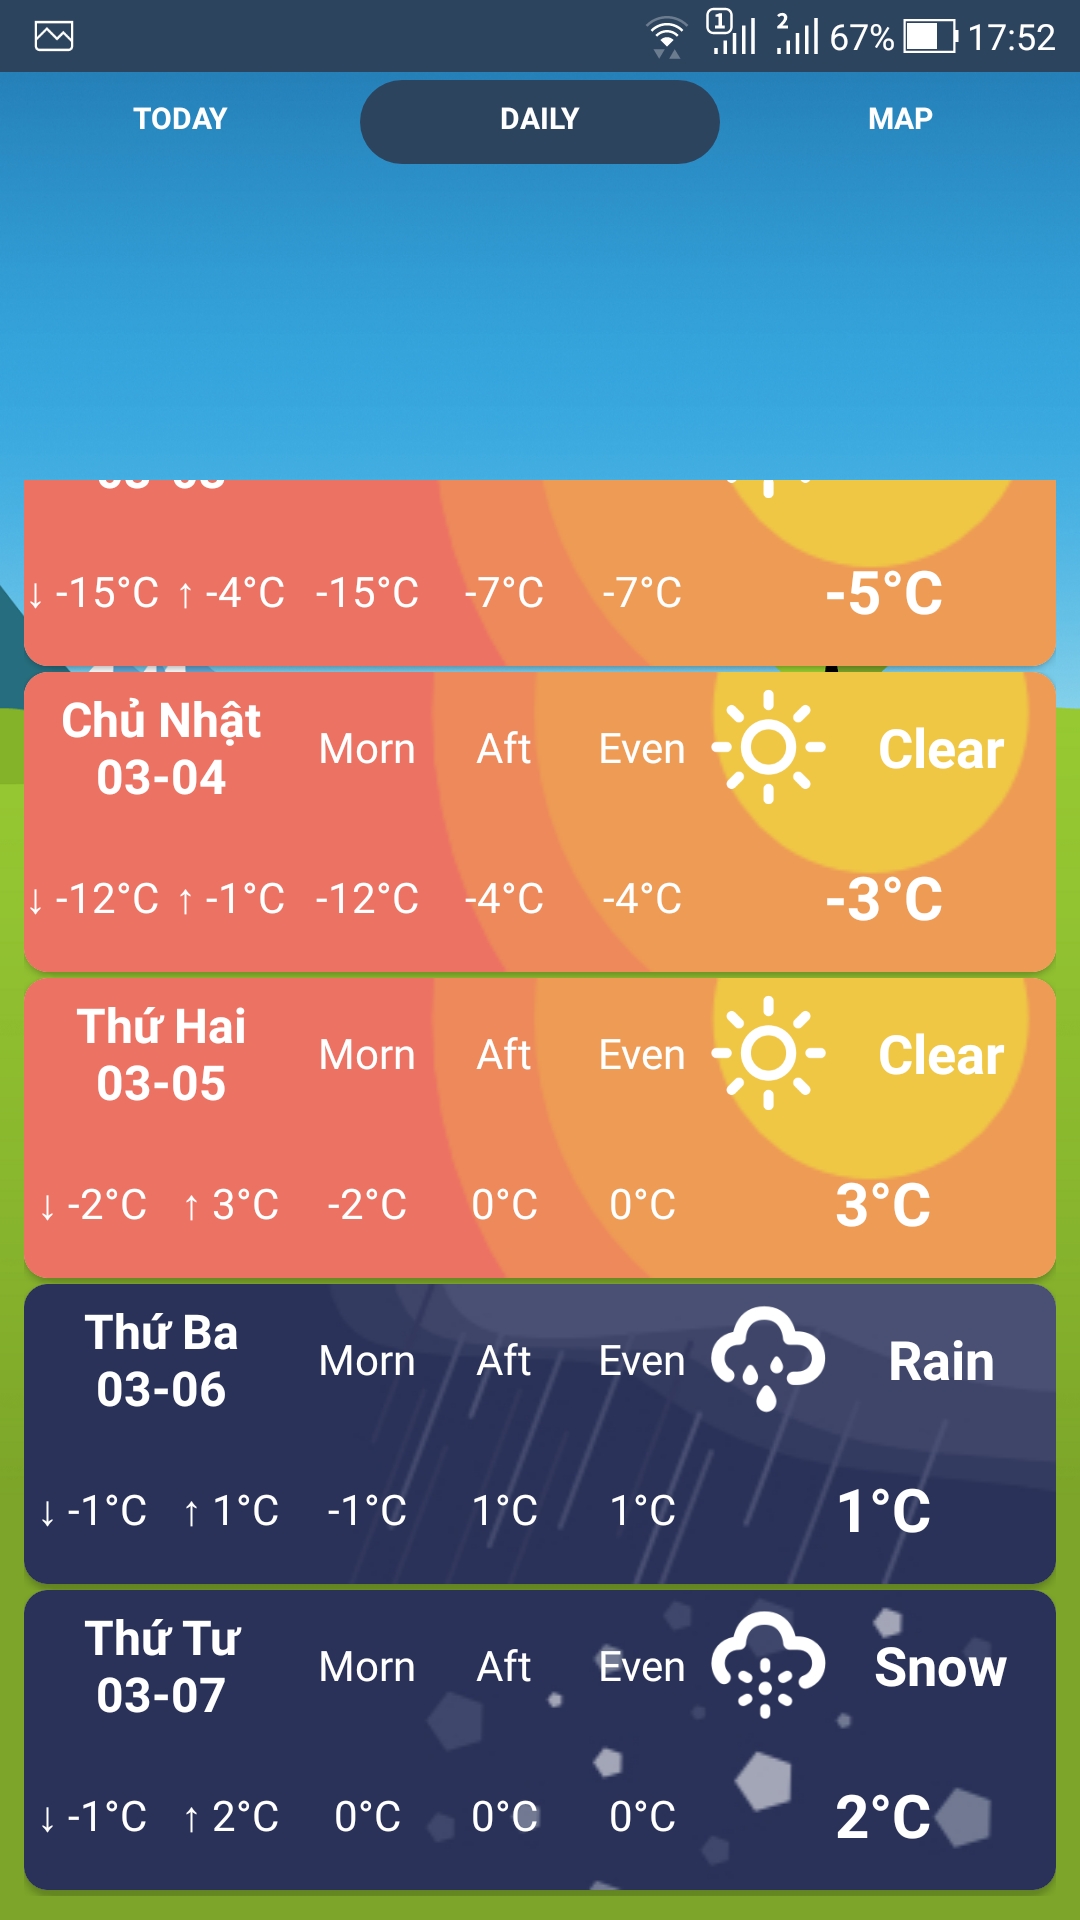 1 2 67% 17:52
TODAY DAILY MAP
↓ -15°C ↑ -4°C -15°C -7°C -7°C -5°C
Chủ Nhật
03-04
Morn Aft Even Clear
↓ -12°C ↑ -1°C -12°C -4°C -4°C -3°C
Thứ Hai
03-05
Morn Aft Even Clear
↓ -2°C ↑ 3°C -2°C 0°C 0°C 3°C
Thứ Ba
03-06
Morn Aft Even Rain
↓ -1°C ↑ 1°C -1°C 1°C 1°C 1°C
Thứ Tư
03-07
Morn Aft Even Snow
↓ -1°C ↑ 2°C 0°C 0°C 0°C 2°C